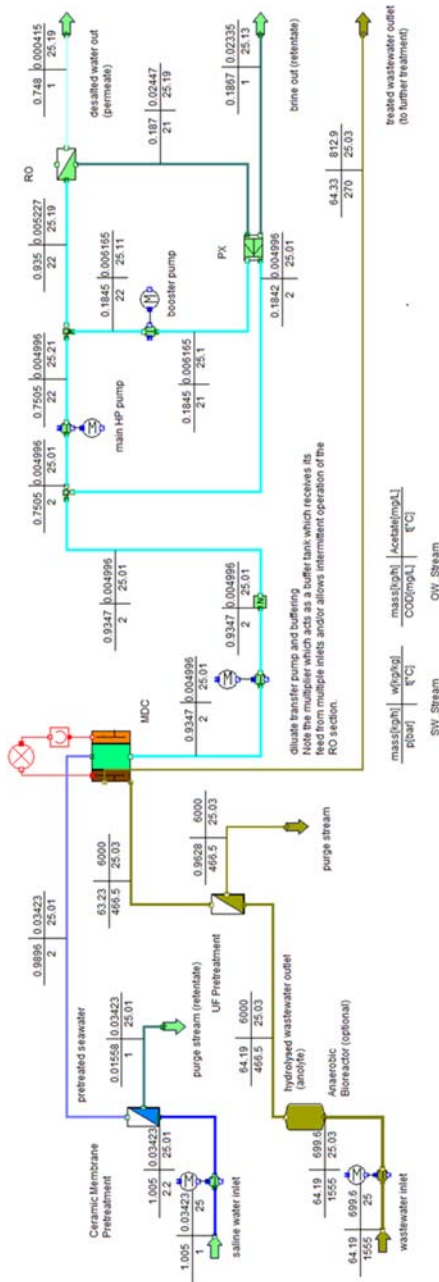 0.9896 0.03423
2 25.01
pretreated seawater
Ceramic Membrane
Pretreatment
MDC
0.01558 0.03423
1 25.01
purge stream (retentate)
1.005 0.03423
1 25
1.005 0.03423
2.2 25.01
saline water inlet
63.23 6000
466.5 25.03
UF Pretreatment
0.9628 6000
466.5 25.03
purge stream
64.19 6000
466.5 25.03
hydrolysed wastewater outlet
(anolyte)
Anaerobic
Bioreactor (optional)
64.19 699.6
1555 25
64.19 699.6
1555 25.03
wastewater inlet
0.9347 0.004996
2 25.01
0.9347 0.004996
2 25.01
0.9347 0.004996
2 25.01
diluate transfer pump and buffering
Note the multiplier which acts as a buffer tank which receives its
feed from multiple inlets and/or allows intermittent operation of the
RO section.
0.7505 0.004996
2 25.01
main HP pump
0.7505 0.004996
22 25.21
0.935 0.005227
22 25.19
RO
0.748 0.000415
1 25.19
desalted water out
(permeate)
0.1845 0.006165
22 25.11
booster pump
0.1845 0.006165
21 25.1
0.187 0.02447
21 25.19
PX
0.1842 0.004996
2 25.01
0.1867 0.02335
1 25.13
brine out (retentate)
64.33 812.9
270 25.03
treated wastewater outlet
(to further treatment)
mass[kg/h] w[kg/kg]
p[bar] t[°C]
SW Stream
mass[kg/h] Acetate[mg/L]
COD[mg/L] t[°C]
OW Stream